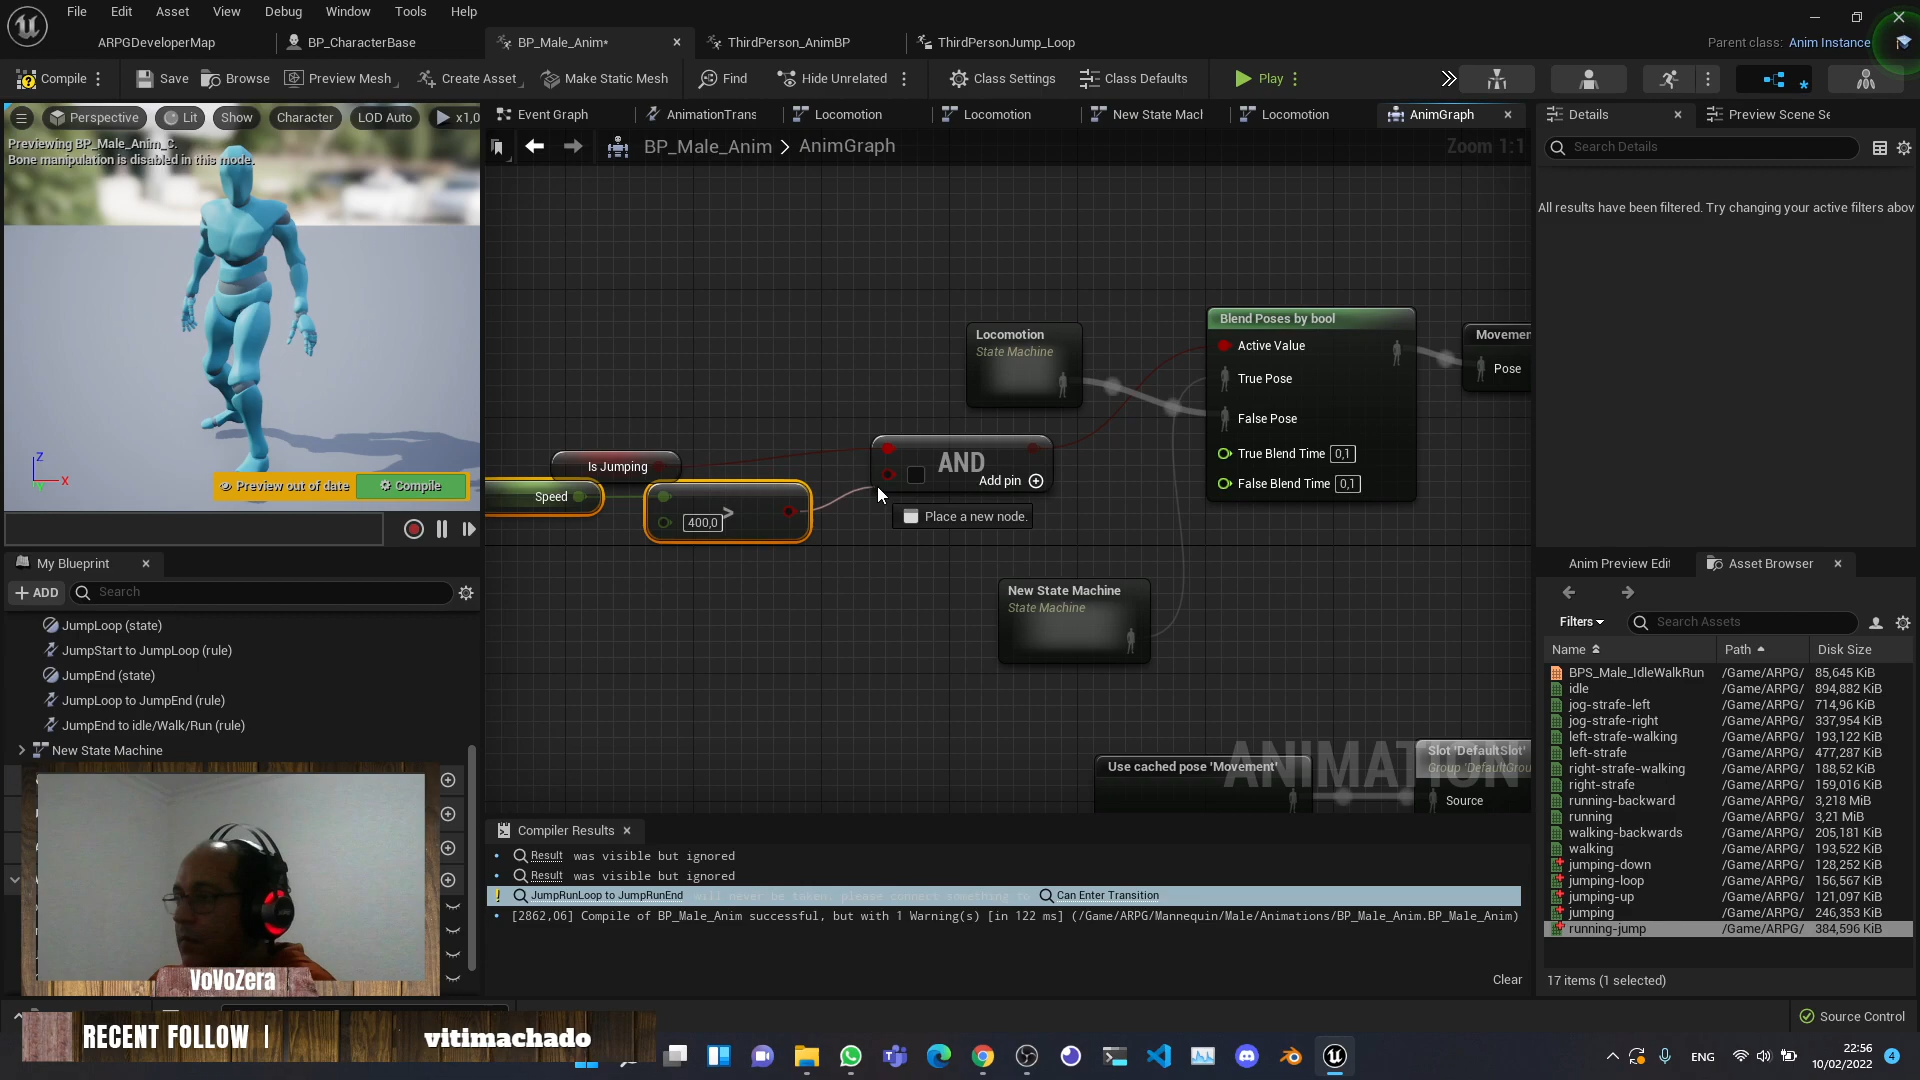 File Edit Asset View Debug Window Tools Help
ARPGDeveloperMap
BP_CharacterBase
BP_Male_Anim*
ThirdPerson_AnimBP
ThirdPersonJump_Loop
Parent class: Anim Instance
Compile
Save
Browse
Preview Mesh
Create Asset
Make Static Mesh
Find
Hide Unrelated
Class Settings
Class Defaults
Play
Perspective
Lit
Show
Character
LOD Auto
x1,0
Previewing BP_Male_Anim_C.
Bone manipulation is disabled in this mode.
Z
X
Y
Preview out of date
Compile
Event Graph
AnimationTrans
Locomotion
Locomotion
New State Macl
Locomotion
AnimGraph
BP_Male_Anim > AnimGraph
Zoom 1:1
Locomotion
State Machine
Blend Poses by bool
Active Value
True Pose
False Pose
True Blend Time 0,1
False Blend Time 0,1
Movemen
Pose
Is Jumping
Speed
400,0
>
AND
Add pin
Place a new node.
New State Machine
State Machine
Use cached pose 'Movement'
ANIMATION
Slot 'DefaultSlot'
Group 'DefaultGrou
Source
Details
Preview Scene Se
Search Details
All results have been filtered. Try changing your active filters abov
My Blueprint
ADD
Search
JumpLoop (state)
JumpStart to JumpLoop (rule)
JumpEnd (state)
JumpLoop to JumpEnd (rule)
JumpEnd to idle/Walk/Run (rule)
New State Machine
VoVoZera
RECENT FOLLOW |
vitimachado
Compiler Results
Result was visible but ignored
Result was visible but ignored
JumpRunLoop to JumpRunEnd will never be taken, please connect something to Can Enter Transition
[2862,06] Compile of BP_Male_Anim successful, but with 1 Warning(s) [in 122 ms] (/Game/ARPG/Mannequin/Male/Animations/BP_Male_Anim.BP_Male_Anim)
Clear
Anim Preview Edit
Asset Browser
Filters
Search Assets
Name Path Disk Size
BPS_Male_IdleWalkRun /Game/ARPG/ 85,645 KiB
idle /Game/ARPG/ 894,882 KiB
jog-strafe-left /Game/ARPG/ 714,96 KiB
jog-strafe-right /Game/ARPG/ 337,954 KiB
left-strafe-walking /Game/ARPG/ 193,122 KiB
left-strafe /Game/ARPG/ 477,287 KiB
right-strafe-walking /Game/ARPG/ 188,52 KiB
right-strafe /Game/ARPG/ 159,016 KiB
running-backward /Game/ARPG/ 3,218 MiB
running /Game/ARPG/ 3,21 MiB
walking-backwards /Game/ARPG/ 205,181 KiB
walking /Game/ARPG/ 193,522 KiB
jumping-down /Game/ARPG/ 128,252 KiB
jumping-loop /Game/ARPG/ 156,567 KiB
jumping-up /Game/ARPG/ 121,097 KiB
jumping /Game/ARPG/ 246,353 KiB
running-jump /Game/ARPG/ 384,596 KiB
17 items (1 selected)
Source Control
ENG
22:56
10/02/2022
4